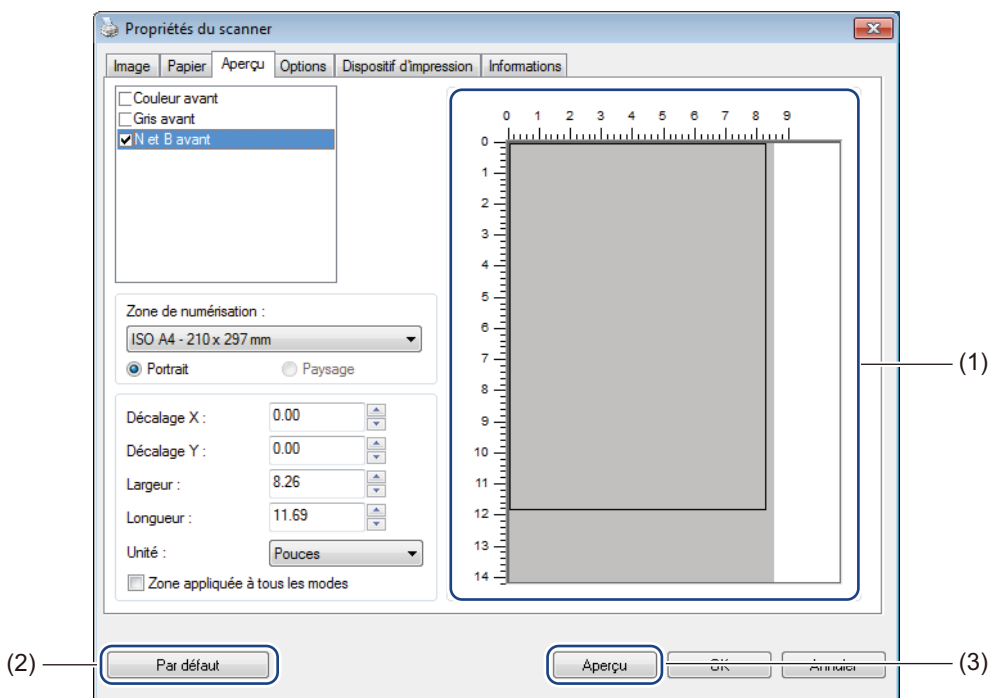 Propriétés du scanner
Image Papier Aperçu Options Dispositif d'impression Informations
Couleur avant
Gris avant
N et B avant
0 1 2 3 4 5 6 7 8 9
0
1
2
3
4
5
6
7
8
9
10
11
12
13
14
(1)
Zone de numérisation :
ISO A4 - 210 x 297 mm
Portrait Paysage
Décalage X : 0.00
Décalage Y : 0.00
Largeur : 8.26
Longueur : 11.69
Unité : Pouces
Zone appliquée à tous les modes
(2) Par défaut Aperçu OK Annuler (3)